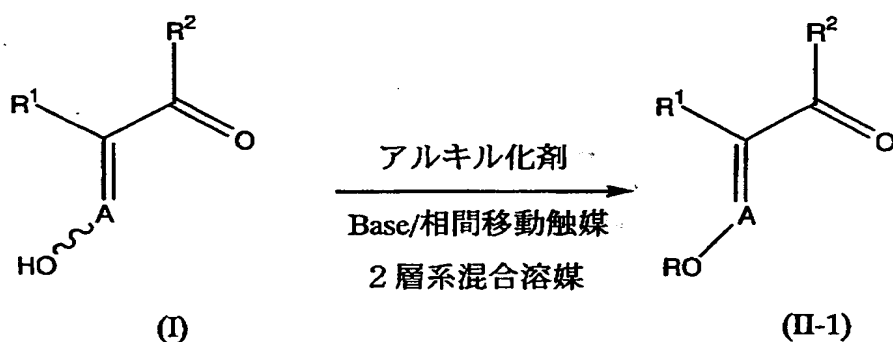 R² R²
R¹ O アルキル化剤 R¹ O
A Base/相間移動触媒 A
HO 2層系混合溶媒 RO
(I) (II-1)